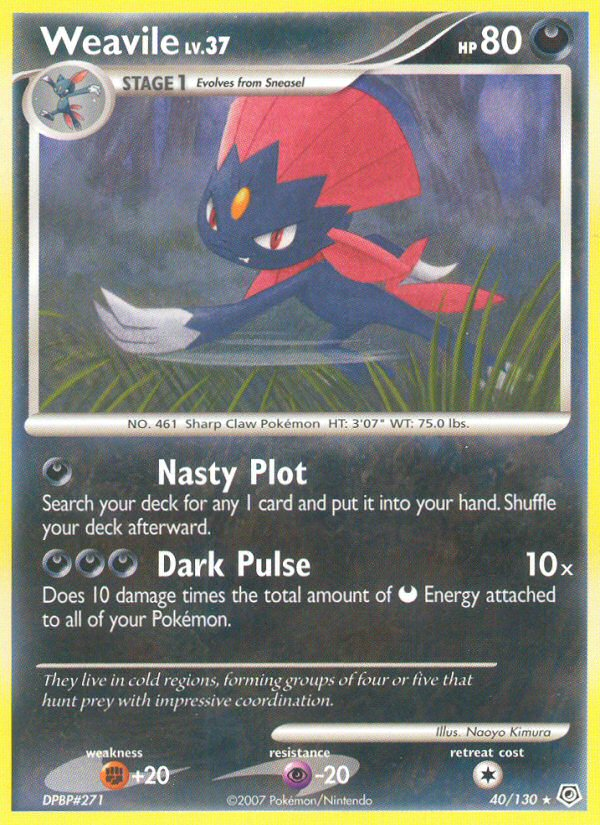 Weavile LV.37
HP 80
STAGE 1 Evolves from Sneasel
NO. 461 Sharp Claw Pokémon HT: 3'07" WT: 75.0 lbs.
Nasty Plot
Search your deck for any 1 card and put it into your hand. Shuffle
your deck afterward.
Dark Pulse 10x
Does 10 damage times the total amount of Energy attached
to all of your Pokémon.
They live in cold regions, forming groups of four or five that
hunt prey with impressive coordination.
Illus. Naoyo Kimura
weakness resistance retreat cost
+20 -20
DPBP#271 ©2007 Pokémon/Nintendo 40/130 ★